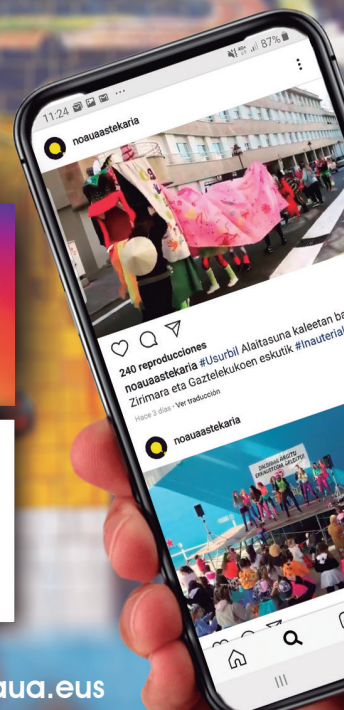 11:24 ... 87%
noauaastekaria
240 reproducciones
noauaastekaria #Usurbil Alaitasuna kaleetan ba
Zirimara eta Gaztelekukoen eskutik #Inauteria
Hace 3 días · Ver traducción
noauaastekaria
aua.eus